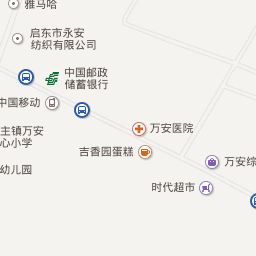 雅马哈
启东市永安
纺织有限公司
中国邮政
储蓄银行
中国移动
万安医院
主镇万安
心小学
吉香园蛋糕
万安综
幼儿园
时代超市